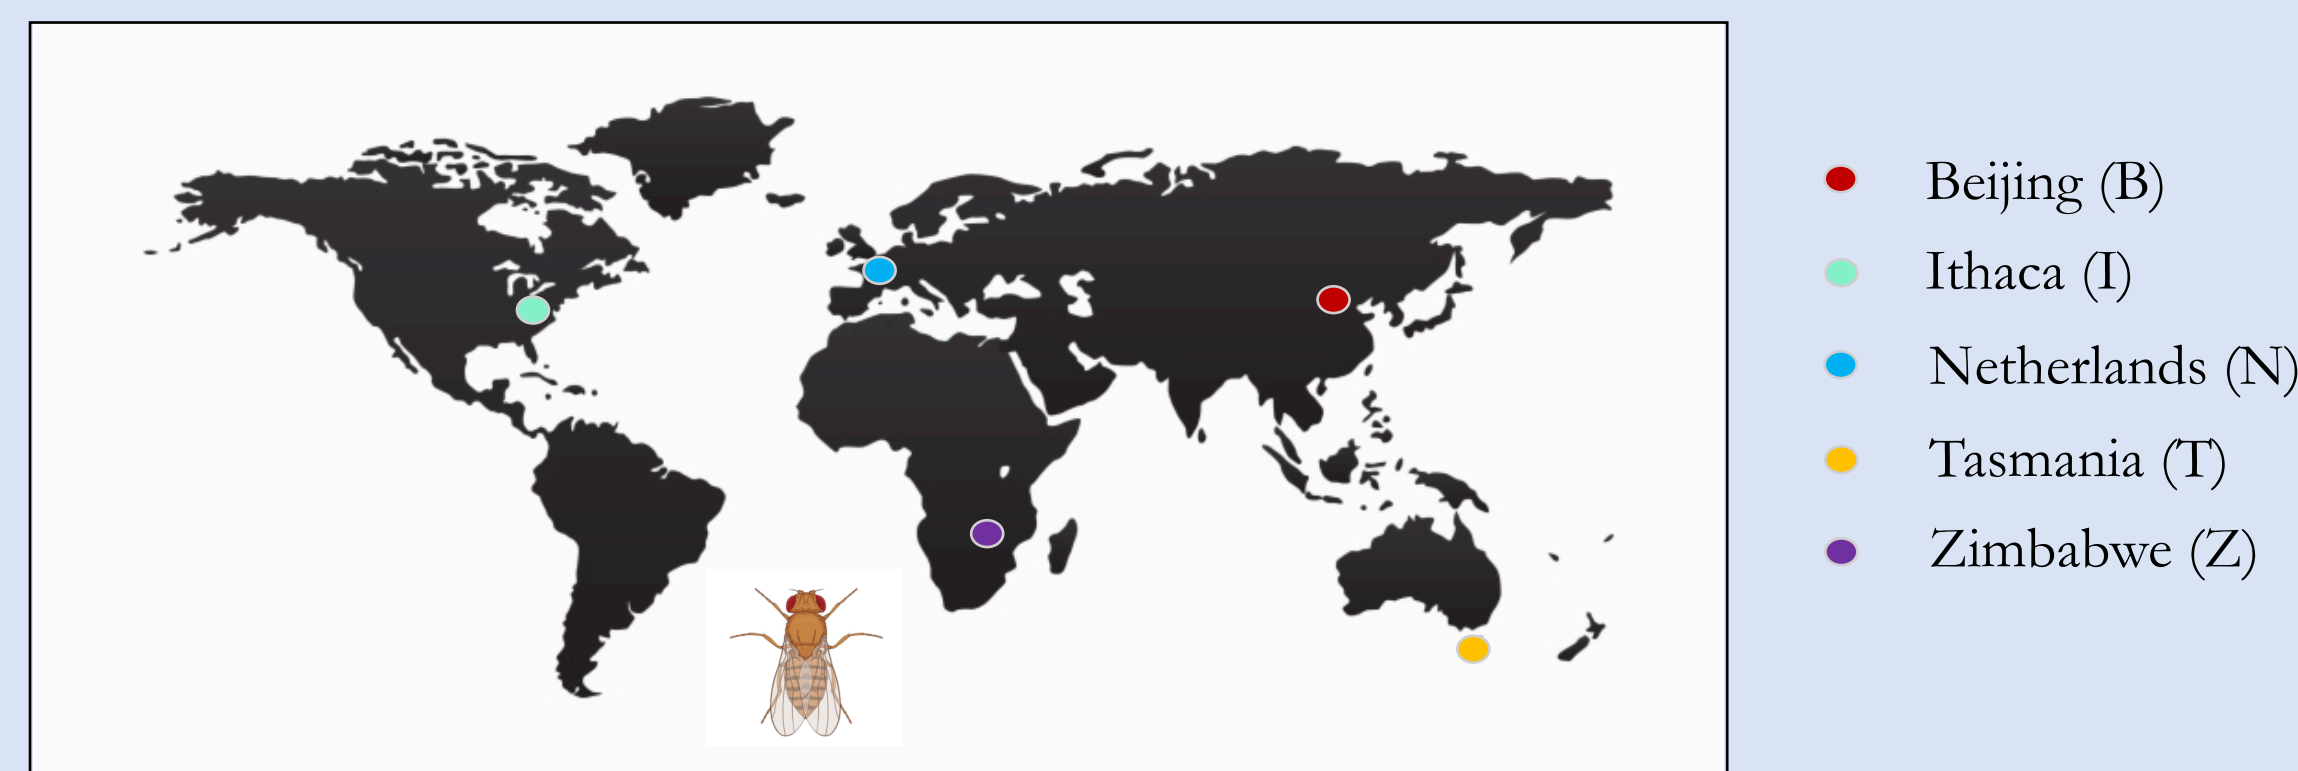 Beijing (B)
Ithaca (I)
Netherlands (N)
Tasmania (T)
Zimbabwe (Z)